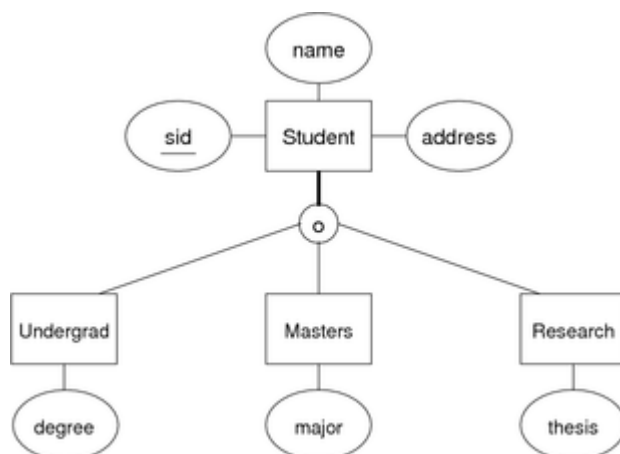 name
sid
Student
address
o
Undergrad
Masters
Research
degree
major
thesis